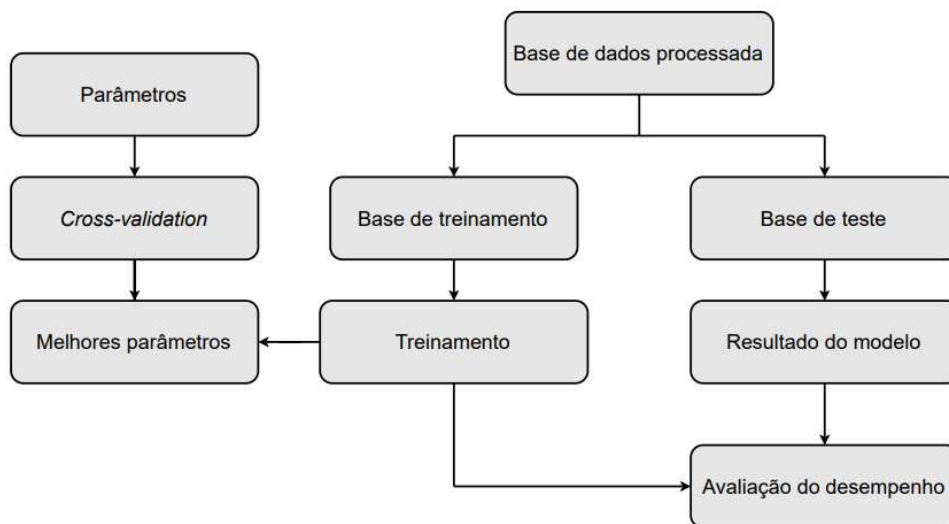 Base de dados processada
Parâmetros
Cross-validation
Base de treinamento
Base de teste
Melhores parâmetros
Treinamento
Resultado do modelo
Avaliação do desempenho